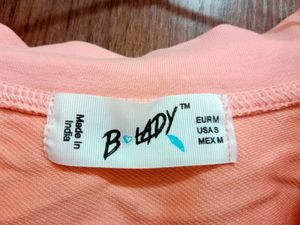 Made In
India
B LADY™
EUR M
USA S
MEX M